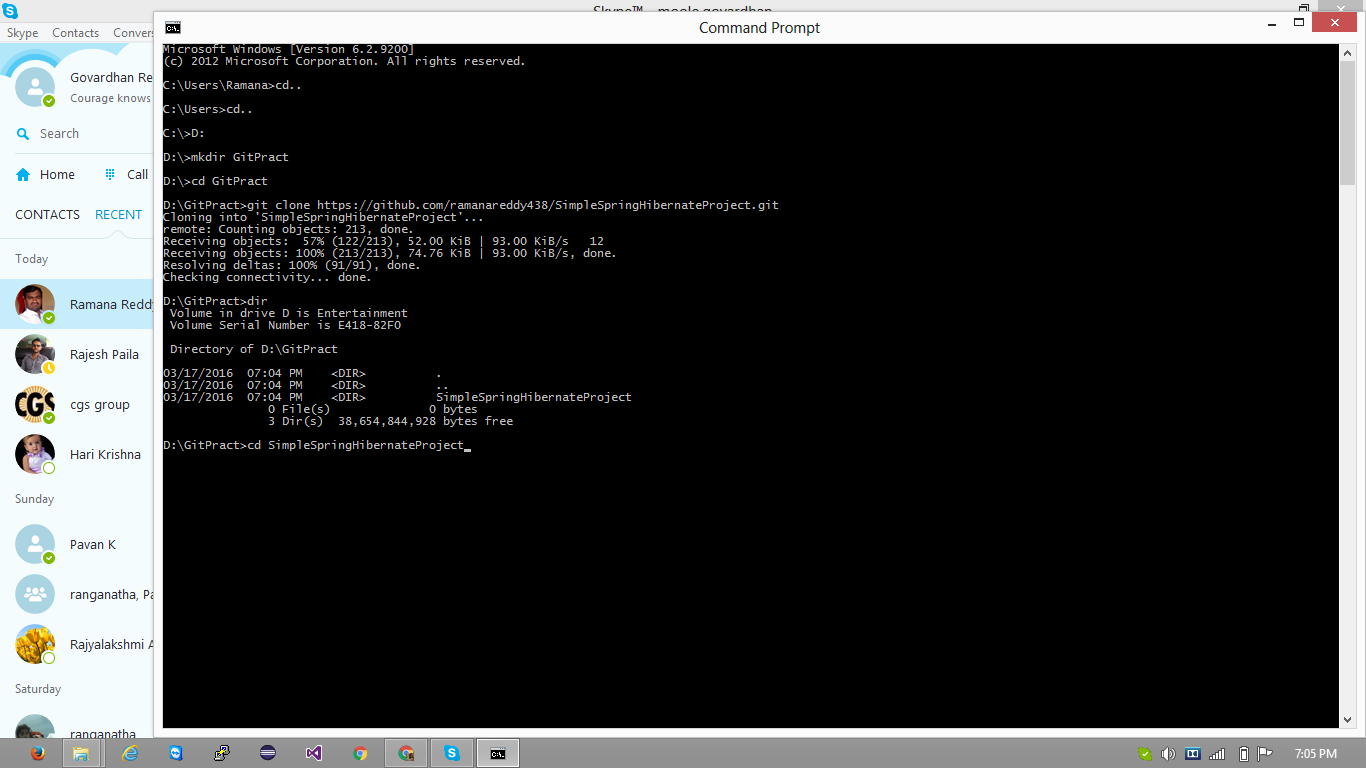 Skype™ - moole.govardhan
Skype Contacts Convers
Govardhan Re
Courage knows
Search
Home Call
CONTACTS RECENT
Today
Ramana Reddy
Rajesh Paila
cgs group
CGS
Hari Krishna
Sunday
Pavan K
ranganatha, Pa
Rajyalakshmi A
Saturday
ranganatha
C:\.
Command Prompt
Microsoft Windows [Version 6.2.9200]
(c) 2012 Microsoft Corporation. All rights reserved.
C:\Users\Ramana>cd..
C:\Users>cd..
C:\>D:
D:\>mkdir GitPract
D:\>cd GitPract
D:\GitPract>git clone https://github.com/ramanareddy438/SimpleSpringHibernateProject.git
Cloning into 'SimpleSpringHibernateProject'...
remote: Counting objects: 213, done.
Receiving objects:  57% (122/213), 52.00 KiB | 93.00 KiB/s   12
Receiving objects: 100% (213/213), 74.76 KiB | 93.00 KiB/s, done.
Resolving deltas: 100% (91/91), done.
Checking connectivity... done.
D:\GitPract>dir
Volume in drive D is Entertainment
Volume Serial Number is E418-82F0
Directory of D:\GitPract
03/17/2016  07:04 PM    <DIR>          .
03/17/2016  07:04 PM    <DIR>          ..
03/17/2016  07:04 PM    <DIR>          SimpleSpringHibernateProject
0 File(s)              0 bytes
3 Dir(s)  38,654,844,928 bytes free
D:\GitPract>cd SimpleSpringHibernateProject_
C:\.
7:05 PM